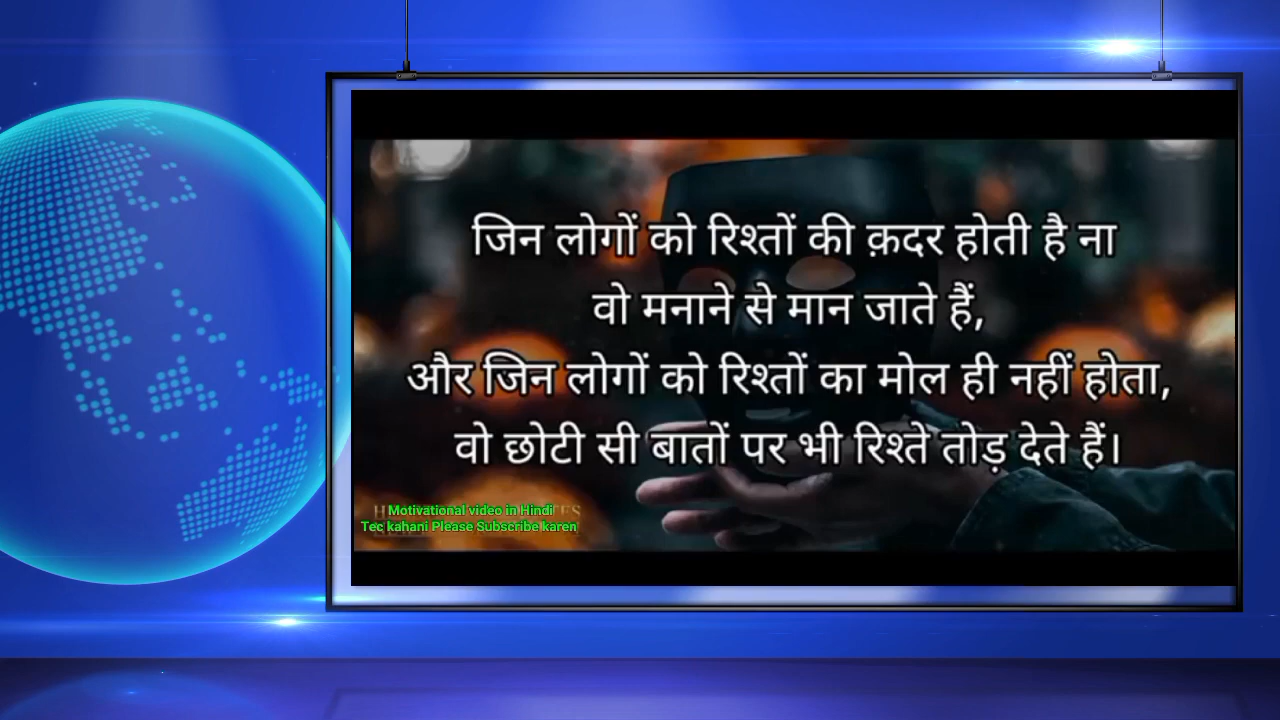 जिन लोगों को रिश्तों की क़दर होती है ना
वो मनाने से मान जाते हैं,
और जिन लोगों को रिश्तों का मोल ही नहीं होता,
वो छोटी सी बातों पर भी रिश्ते तोड़ देते हैं।
Motivational video in Hindi
Tec kahani Please Subscribe karen